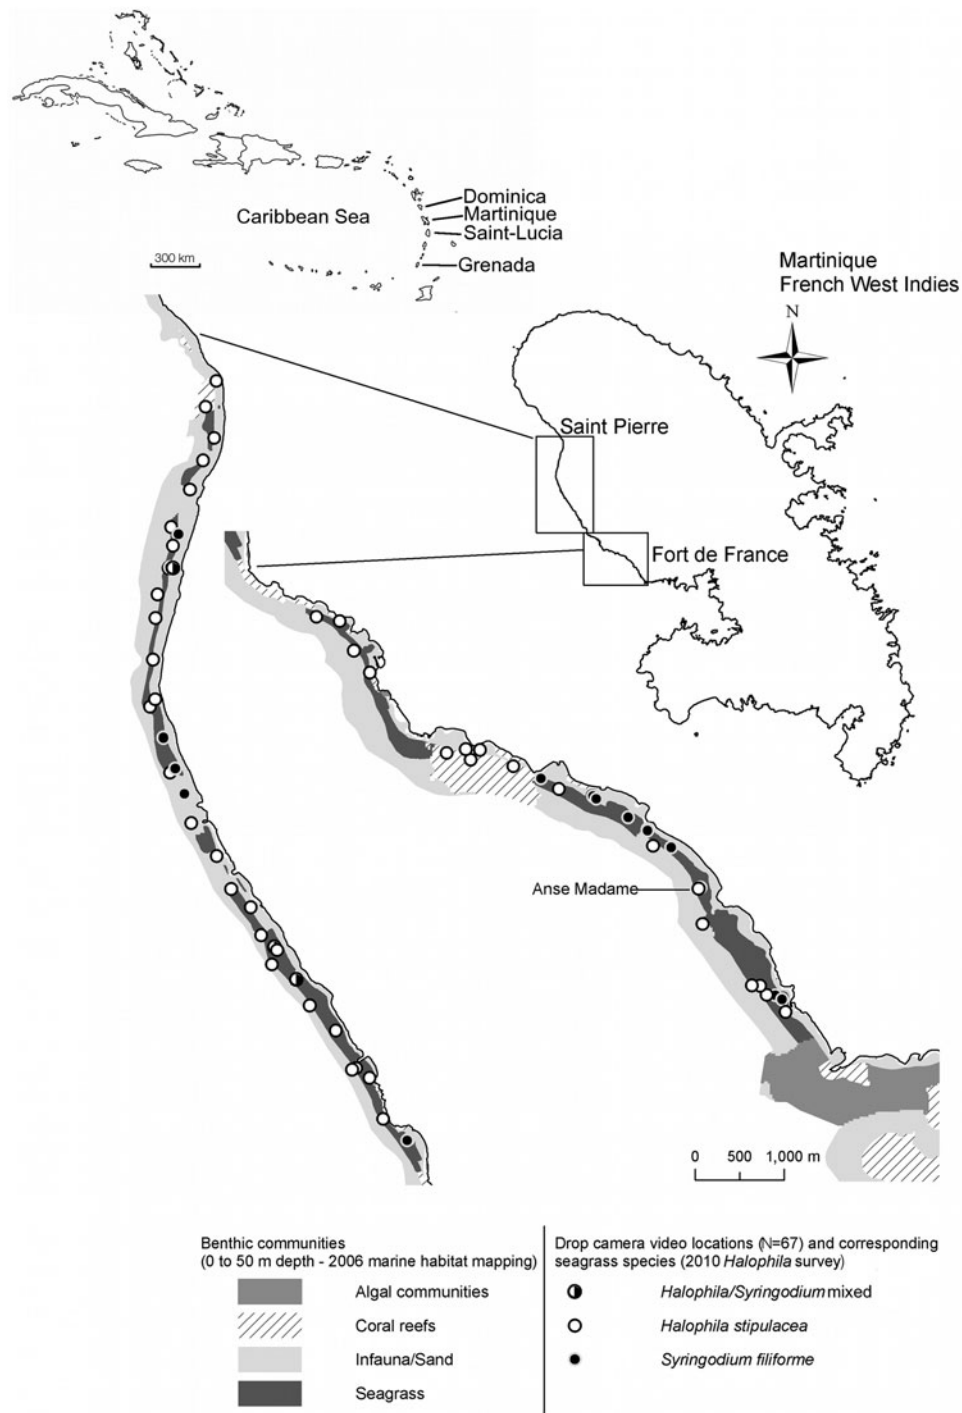 Dominica
Martinique
Saint-Lucia
Caribbean Sea
Grenada
300 km
Martinique
French West Indies
N
Saint Pierre
Fort de France
Anse Madame
0 500 1,000 m
Benthic communities
(0 to 50 m depth - 2006 marine habitat mapping)
Algal communities
Coral reefs
Infauna/Sand
Seagrass
Drop camera video locations (N=67) and corresponding
seagrass species (2010 Halophila survey)
Halophila/Syringodium mixed
Halophila stipulacea
Syringodium filiforme